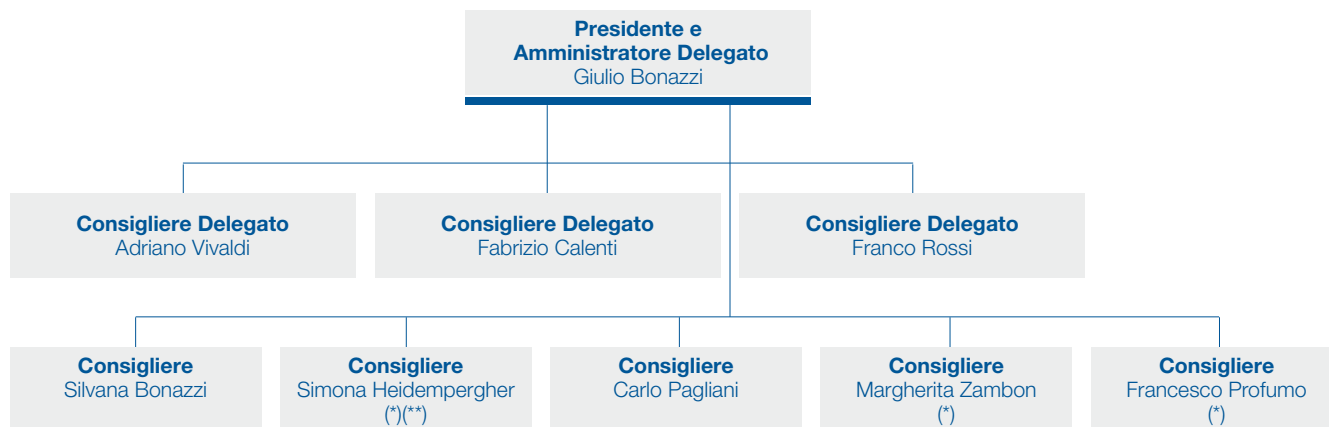 Presidente e
Amministratore Delegato
Giulio Bonazzi
Consigliere Delegato
Adriano Vivaldi
Consigliere Delegato
Fabrizio Calenti
Consigliere Delegato
Franco Rossi
Consigliere
Silvana Bonazzi
Consigliere
Simona Heidempergher
(*)(**)
Consigliere
Carlo Pagliani
Consigliere
Margherita Zambon
(*)
Consigliere
Francesco Profumo
(*)